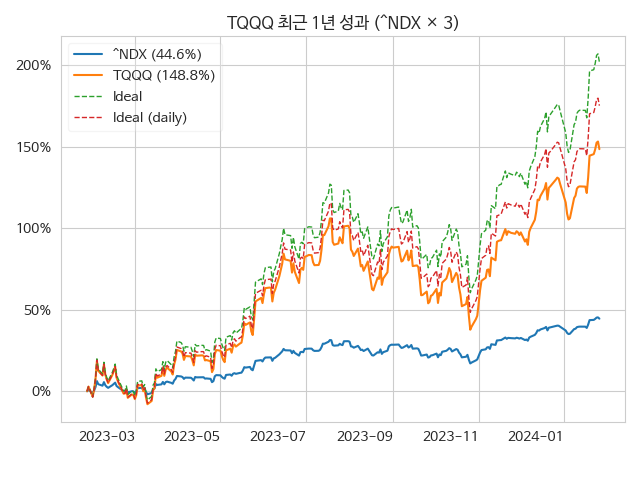 TQQQ 최근 1년 성과 (^NDX × 3)
^NDX (44.6%)
TQQQ (148.8%)
Ideal
Ideal (daily)
200%
150%
100%
50%
0%
2023−03 2023−05 2023−07 2023−09 2023−11 2024−01